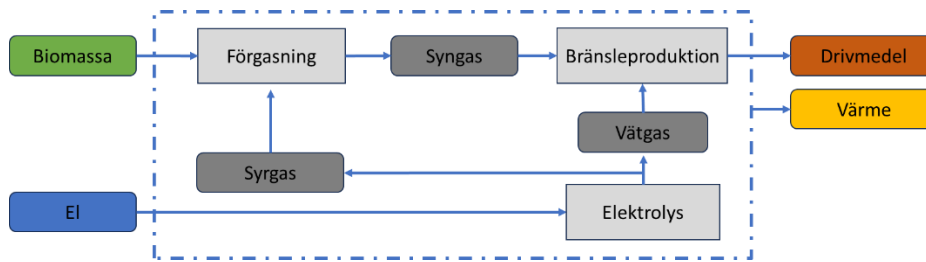 Biomassa
Förgasning
Syngas
Bränsleproduktion
Drivmedel
Värme
Vätgas
Syrgas
El
Elektrolys